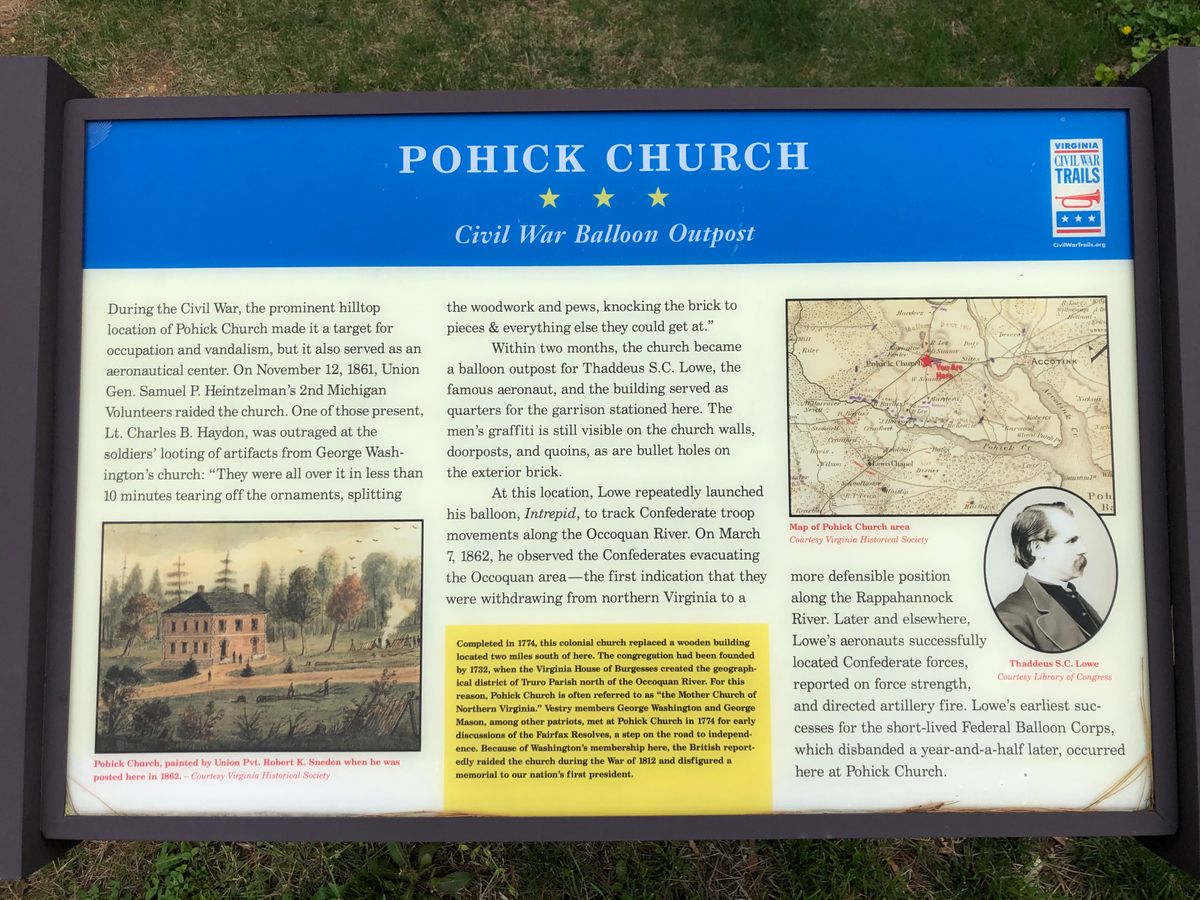 POHICK CHURCH
Civil War Balloon Outpost
VIRGINIA
CIVIL WAR
TRAILS
CivilWarTrails.org
During the Civil War, the prominent hilltop
location of Pohick Church made it a target for
occupation and vandalism, but it also served as an
aeronautical center. On November 12, 1861, Union
Gen. Samuel P. Heintzelman's 2nd Michigan
Volunteers raided the church. One of those present,
Lt. Charles B. Haydon, was outraged at the
soldiers' looting of artifacts from George Wash-
ington's church: "They were all over it in less than
10 minutes tearing off the ornaments, splitting
Pohick Church, painted by Union Pvt. Robert K. Sneden when he was
posted here in 1862. – Courtesy Virginia Historical Society
the woodwork and pews, knocking the brick to
pieces & everything else they could get at."
Within two months, the church became
a balloon outpost for Thaddeus S.C. Lowe, the
famous aeronaut, and the building served as
quarters for the garrison stationed here. The
men's graffiti is still visible on the church walls,
doorposts, and quoins, as are bullet holes on
the exterior brick.
At this location, Lowe repeatedly launched
his balloon, Intrepid, to track Confederate troop
movements along the Occoquan River. On March
7, 1862, he observed the Confederates evacuating
the Occoquan area—the first indication that they
were withdrawing from northern Virginia to a
Completed in 1774, this colonial church replaced a wooden building
located two miles south of here. The congregation had been founded
by 1732, when the Virginia House of Burgesses created the geograph-
ical district of Truro Parish north of the Occoquan River. For this
reason, Pohick Church is often referred to as "the Mother Church of
Northern Virginia." Vestry members George Washington and George
Mason, among other patriots, met at Pohick Church in 1774 for early
discussions of the Fairfax Resolves, a step on the road to independ-
ence. Because of Washington's membership here, the British report-
edly raided the church during the War of 1812 and disfigured a
memorial to our nation's first president.
Pohick Church
You Are
Here
ACCOTINK
Lewis Chapel
Pohick Cr.
Map of Pohick Church area
Courtesy Virginia Historical Society
more defensible position
along the Rappahannock
River. Later and elsewhere,
Lowe's aeronauts successfully
located Confederate forces,
reported on force strength,
and directed artillery fire. Lowe's earliest suc-
cesses for the short-lived Federal Balloon Corps,
which disbanded a year-and-a-half later, occurred
here at Pohick Church.
Thaddeus S.C. Lowe
Courtesy Library of Congress